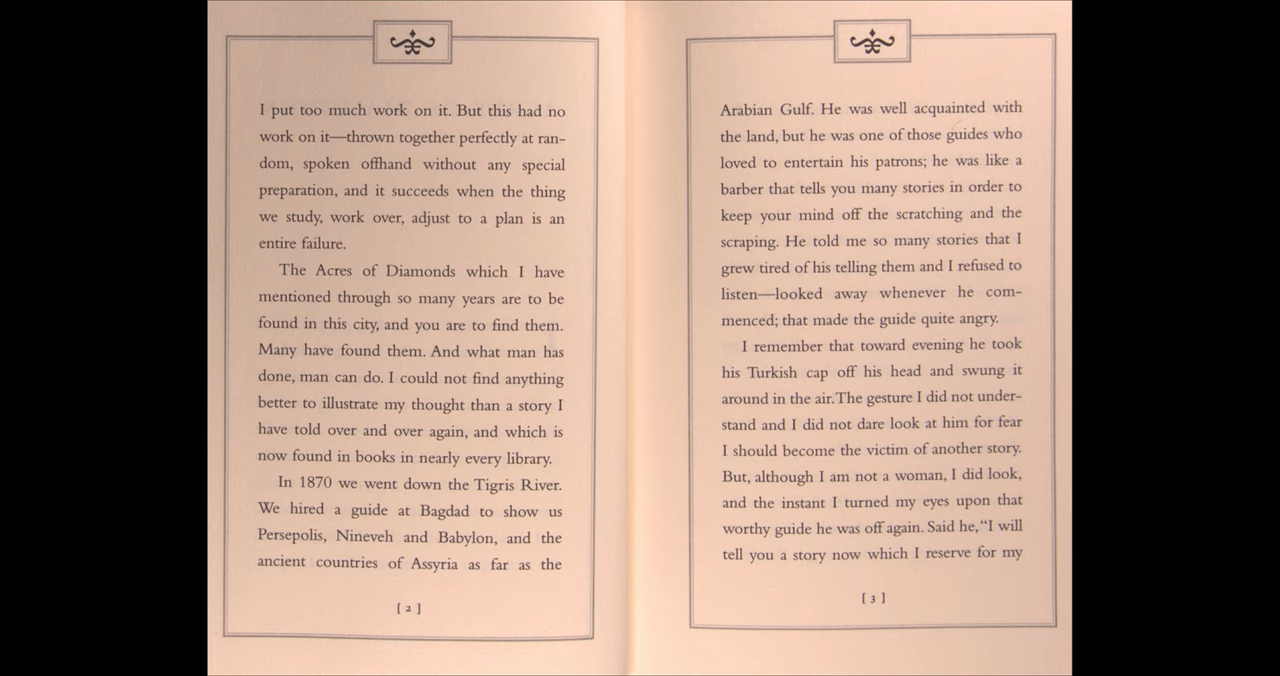 I put too much work on it. But this had no
work on it—thrown together perfectly at ran-
dom, spoken offhand without any special
preparation, and it succeeds when the thing
we study, work over, adjust to a plan is an
entire failure.
The Acres of Diamonds which I have
mentioned through so many years are to be
found in this city, and you are to find them.
Many have found them. And what man has
done, man can do. I could not find anything
better to illustrate my thought than a story I
have told over and over again, and which is
now found in books in nearly every library.
In 1870 we went down the Tigris River.
We hired a guide at Bagdad to show us
Persepolis, Nineveh and Babylon, and the
ancient countries of Assyria as far as the
[ 2 ]
Arabian Gulf. He was well acquainted with
the land, but he was one of those guides who
loved to entertain his patrons; he was like a
barber that tells you many stories in order to
keep your mind off the scratching and the
scraping. He told me so many stories that I
grew tired of his telling them and I refused to
listen—looked away whenever he com-
menced; that made the guide quite angry.
I remember that toward evening he took
his Turkish cap off his head and swung it
around in the air.The gesture I did not under-
stand and I did not dare look at him for fear
I should become the victim of another story.
But, although I am not a woman, I did look,
and the instant I turned my eyes upon that
worthy guide he was off again. Said he, “I will
tell you a story now which I reserve for my
[ 3 ]